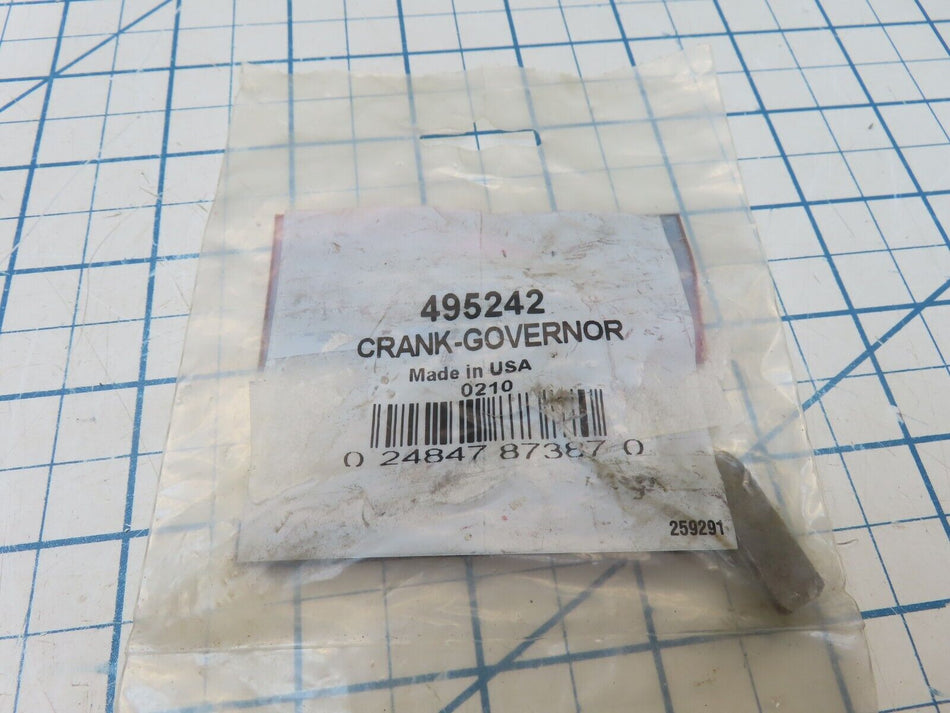 495242
CRANK-GOVERNOR
Made in USA
0210
0 24847 87387 0
259291